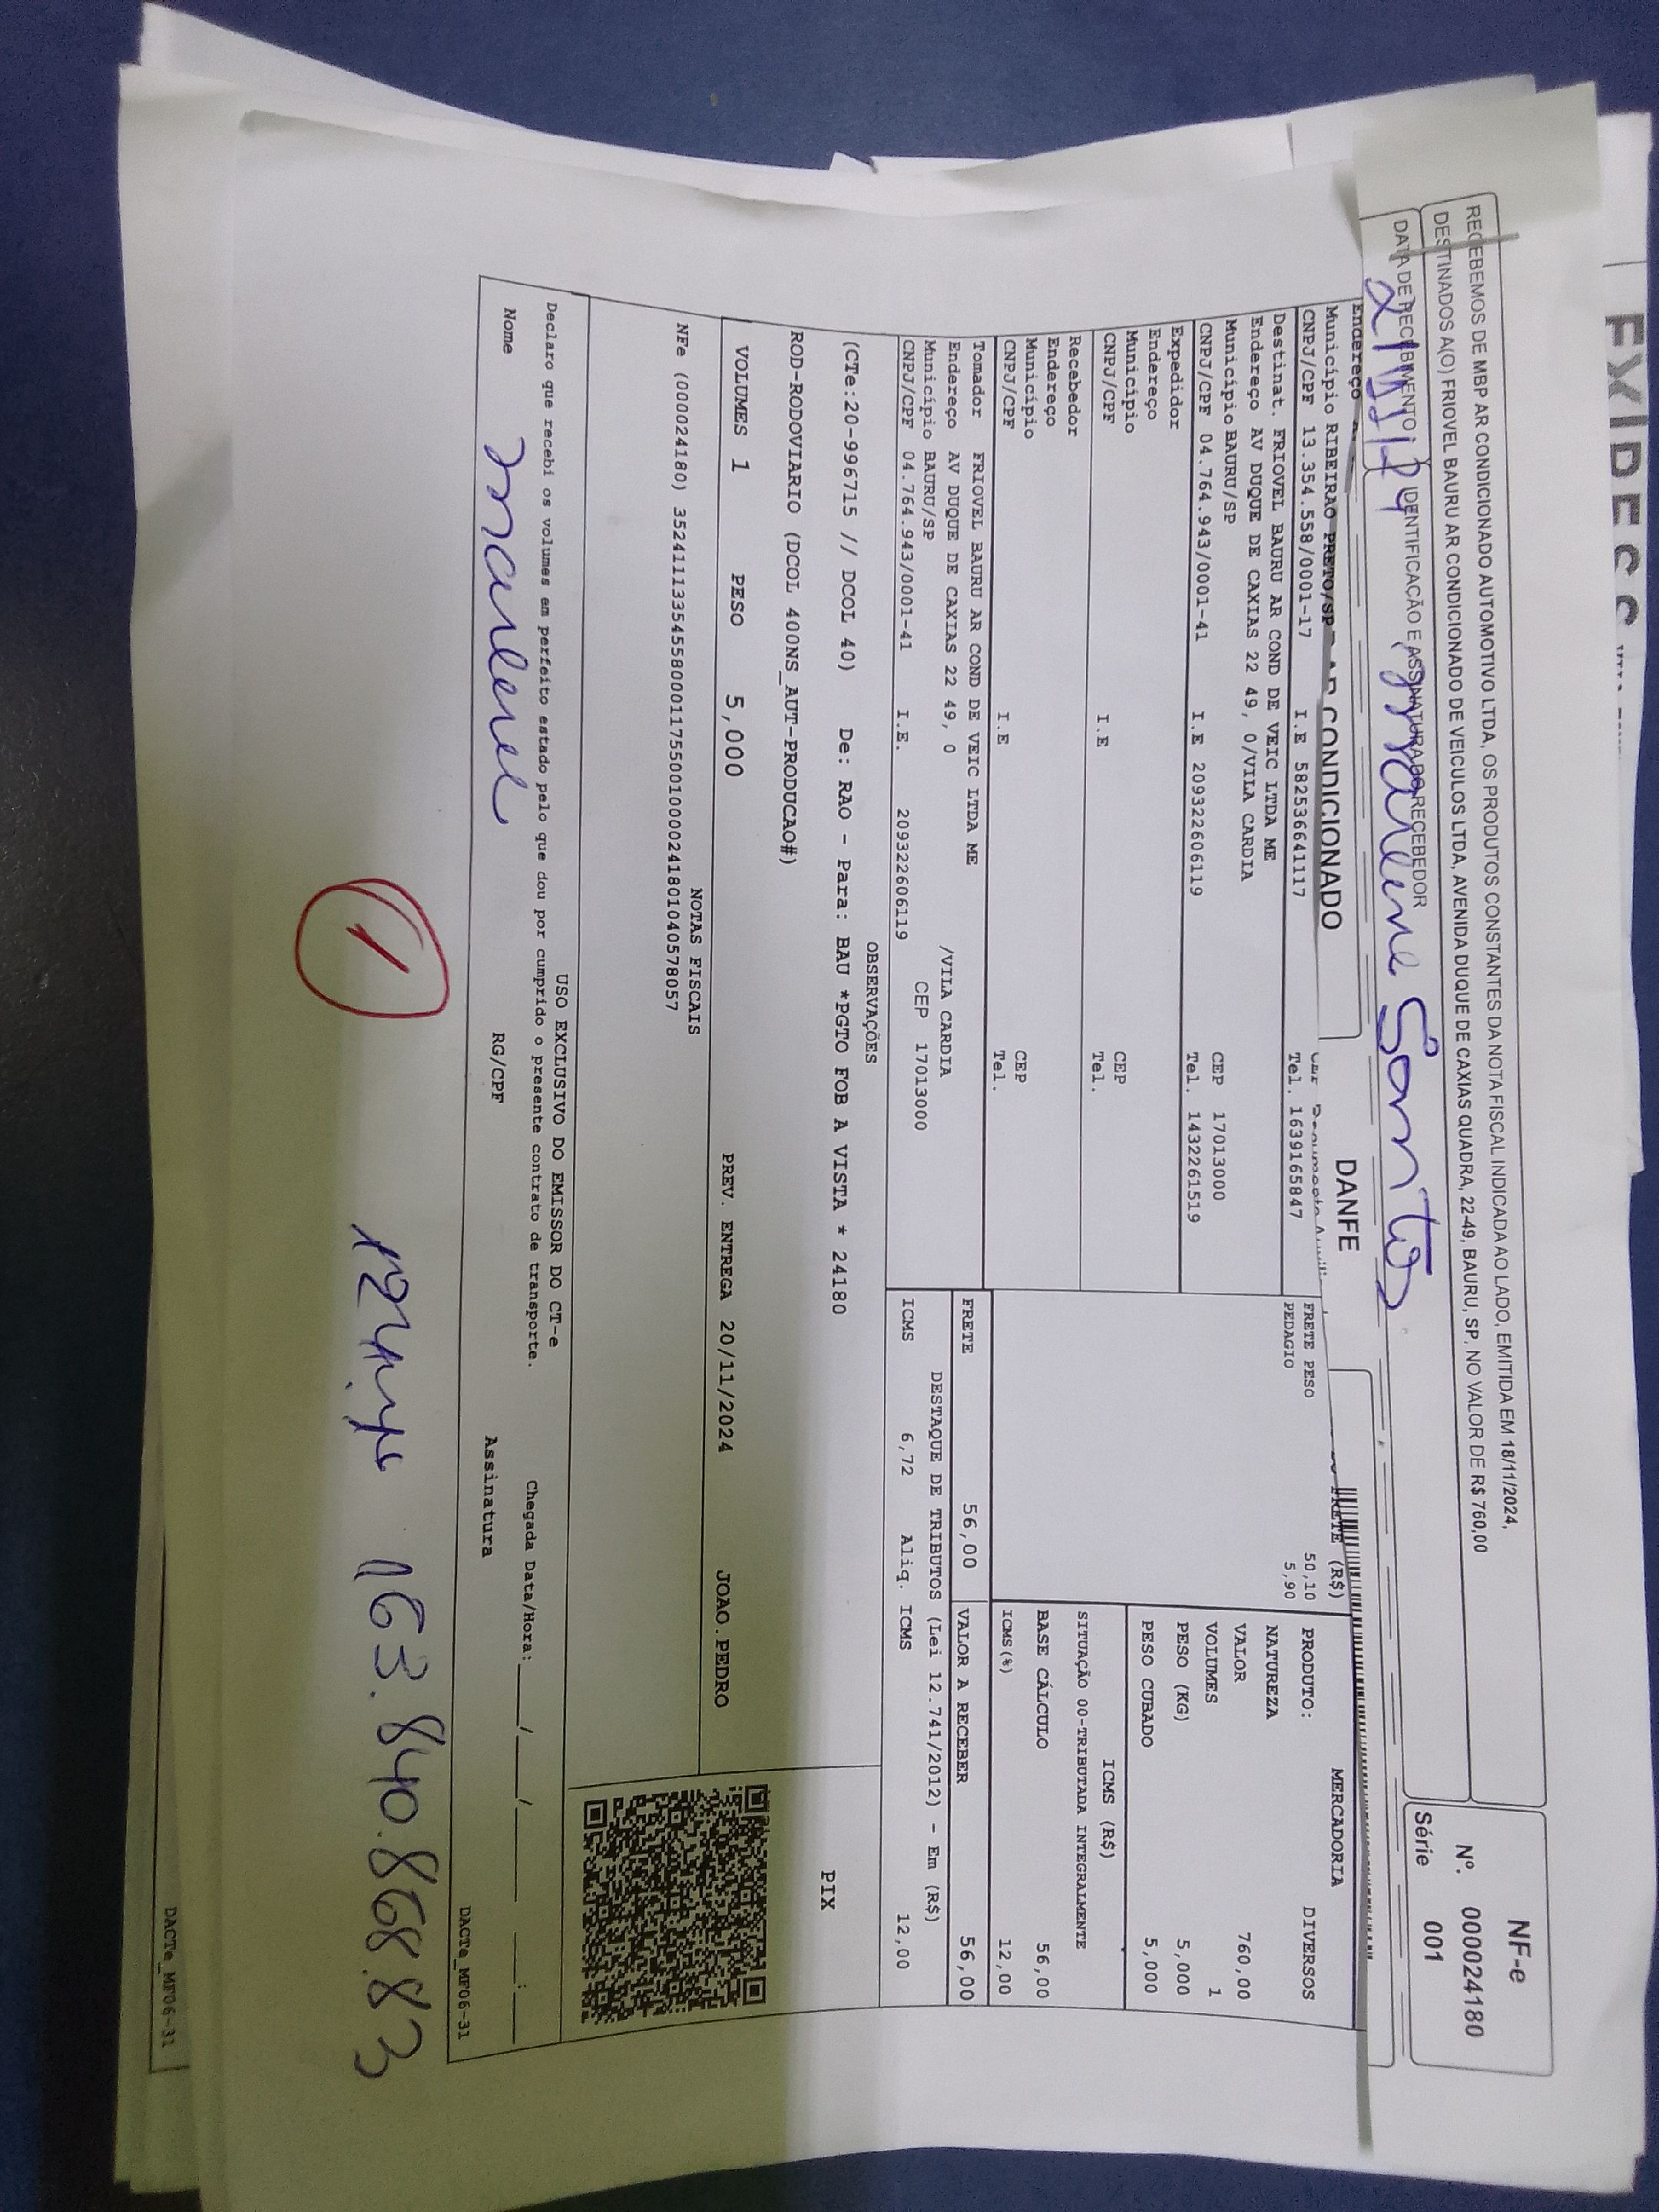 RECEBEMOS DE MBP AR CONDICIONADO AUTOMOTIVO LTDA, OS PRODUTOS CONSTANTES DA NOTA FISCAL INDICADA AO LADO, EMITIDA EM 18/11/2024,
DESTINADOS A(O) FRIOVEL BAURU AR CONDICIONADO DE VEICULOS LTDA, AVENIDA DUQUE DE CAXIAS QUADRA, 22-49, BAURU, SP, NO VALOR DE R$ 760,00
NF-e
Nº. 000024180
Série 001
DATA DE RECEBIMENTO IDENTIFICAÇÃO E ASSINATURA DO RECEBEDOR
Marlene Santos
AR CONDICIONADO DANFE
Endereço
Município RIBEIRAO PRETO/SP
CNPJ/CPF 13.354.558/0001-17 I.E 582536641117 Tel. 1639165847
Destinat. FRIOVEL BAURU AR COND DE VEIC LTDA ME
Endereço AV DUQUE DE CAXIAS 22 49, 0/VILA CARDIA
Município BAURU/SP CEP 17013000
CNPJ/CPF 04.764.943/0001-41 I.E 209322606119 Tel. 1432261519
Expedidor
Endereço
Município CEP
CNPJ/CPF I.E Tel.
Recebedor
Endereço
Município CEP
CNPJ/CPF I.E Tel.
Tomador FRIOVEL BAURU AR COND DE VEIC LTDA ME
Endereço AV DUQUE DE CAXIAS 22 49, 0 /VILA CARDIA
Município BAURU/SP CEP 17013000
CNPJ/CPF 04.764.943/0001-41 I.E. 209322606119
FRETE (R$)
FRETE PESO 50,10
PEDAGIO 5,90
MERCADORIA
PRODUTO: DIVERSOS
NATUREZA
VALOR 760,00
VOLUMES 1
PESO (KG) 5,000
PESO CUBADO 5,000
ICMS (R$)
SITUAÇÃO 00-TRIBUTADA INTEGRALMENTE
BASE CÁLCULO 56,00
ICMS(%) 12,00
FRETE 56,00 VALOR A RECEBER 56,00
DESTAQUE DE TRIBUTOS (Lei 12.741/2012) - Em (R$)
ICMS 6,72 Aliq. ICMS 12,00
OBSERVAÇÕES
(CTe:20-996715 // DCOL 40) De: RAO - Para: BAU *PGTO FOB A VISTA * 24180
ROD-RODOVIARIO (DCOL 400NS_AUT-PRODUCAO#)
PIX
VOLUMES 1 PESO 5,000 PREV. ENTREGA 20/11/2024 JOAO.PEDRO
NOTAS FISCAIS
NFe (000024180) 35241113354558000117550010000241801040578057
USO EXCLUSIVO DO EMISSOR DO CT-e
Declaro que recebi os volumes em perfeito estado pelo que dou por cumprido o presente contrato de transporte. Chegada Data/Hora:____/____/______ ___:___
Nome Marlene RG/CPF Assinatura
DACTe_MF06-31
1
163.840.868.83
DACTe_MF06-31